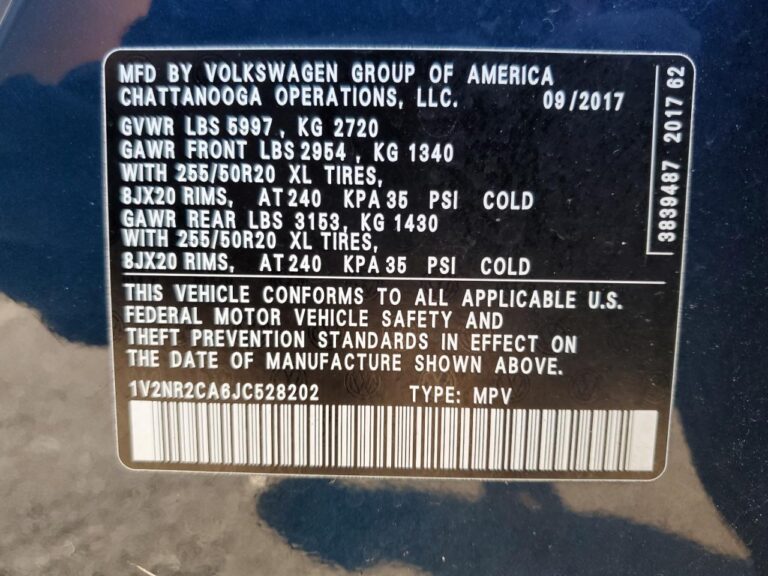 MFD BY VOLKSWAGEN GROUP OF AMERICA
CHATTANOOGA OPERATIONS, LLC. 09/2017
GVWR LBS 5997 , KG 2720
GAWR FRONT LBS 2954 , KG 1340
WITH 255/50R20 XL TIRES,
8JX20 RIMS, AT 240 KPA 35 PSI COLD
GAWR REAR LBS 3153, KG 1430
WITH 255/50R20 XL TIRES,
8JX20 RIMS, AT 240 KPA 35 PSI COLD
3839487 2017 62
THIS VEHICLE CONFORMS TO ALL APPLICABLE U.S.
FEDERAL MOTOR VEHICLE SAFETY AND
THEFT PREVENTION STANDARDS IN EFFECT ON
THE DATE OF MANUFACTURE SHOWN ABOVE.
1V2NR2CA6JC528202 TYPE: MPV